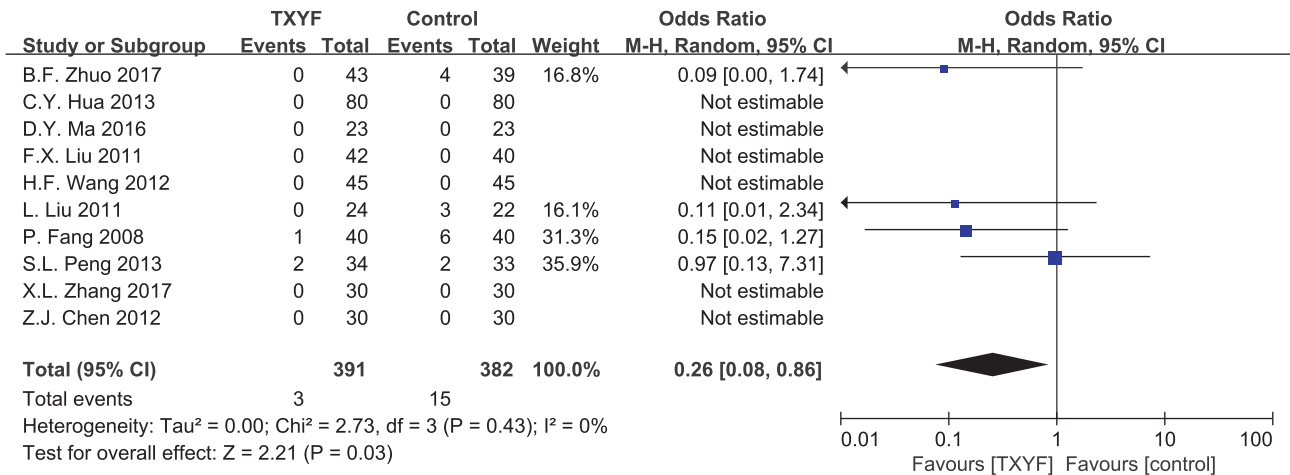 TXYF Control Odds Ratio Odds Ratio
Study or Subgroup Events Total Events Total Weight M-H, Random, 95% CI M-H, Random, 95% CI
B.F. Zhuo 2017 0 43 4 39 16.8% 0.09 [0.00, 1.74]
C.Y. Hua 2013 0 80 0 80 Not estimable
D.Y. Ma 2016 0 23 0 23 Not estimable
F.X. Liu 2011 0 42 0 40 Not estimable
H.F. Wang 2012 0 45 0 45 Not estimable
L. Liu 2011 0 24 3 22 16.1% 0.11 [0.01, 2.34]
P. Fang 2008 1 40 6 40 31.3% 0.15 [0.02, 1.27]
S.L. Peng 2013 2 34 2 33 35.9% 0.97 [0.13, 7.31]
X.L. Zhang 2017 0 30 0 30 Not estimable
Z.J. Chen 2012 0 30 0 30 Not estimable
Total (95% CI) 391 382 100.0% 0.26 [0.08, 0.86]
Total events 3 15
Heterogeneity: Tau² = 0.00; Chi² = 2.73, df = 3 (P = 0.43); I² = 0%
Test for overall effect: Z = 2.21 (P = 0.03)
0.01 0.1 1 10 100
Favours [TXYF] Favours [control]